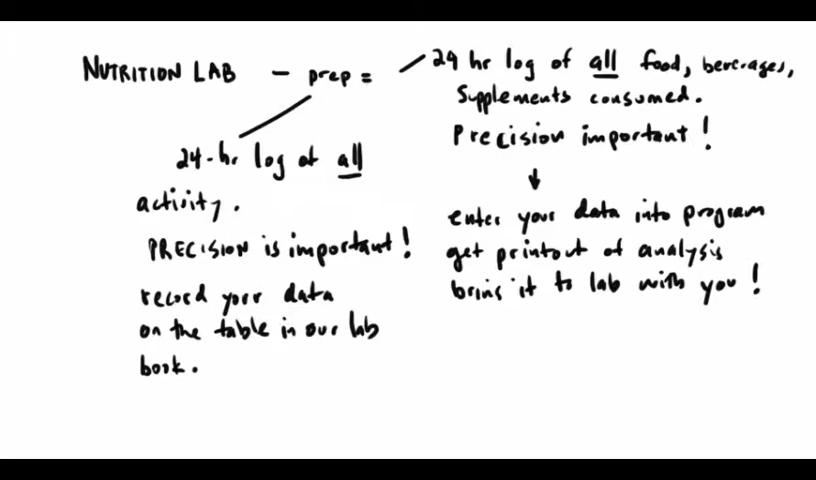 NUTRITION LAB – prep =
24 hr log of all food, beverages,
Supplements consumed.
Precision important!
enter your data into program
get printout of analysis
bring it to lab with you!
24-hr log of all
activity.
PRECISION is important!
record your data
on the table in our lab
book.